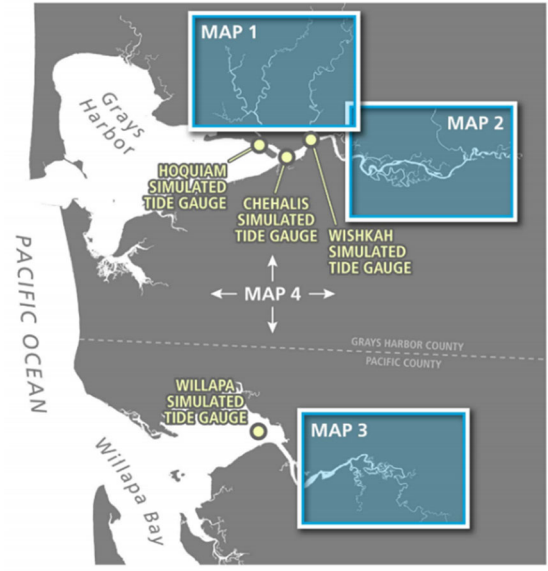 MAP 1
Grays
Harbor
MAP 2
HOQUIAM
SIMULATED
TIDE GAUGE
CHEHALIS
SIMULATED
TIDE GAUGE
WISHKAH
SIMULATED
TIDE GAUGE
PACIFIC OCEAN
MAP 4
GRAYS HARBOR COUNTY
PACIFIC COUNTY
WILLAPA
SIMULATED
TIDE GAUGE
MAP 3
Willapa Bay